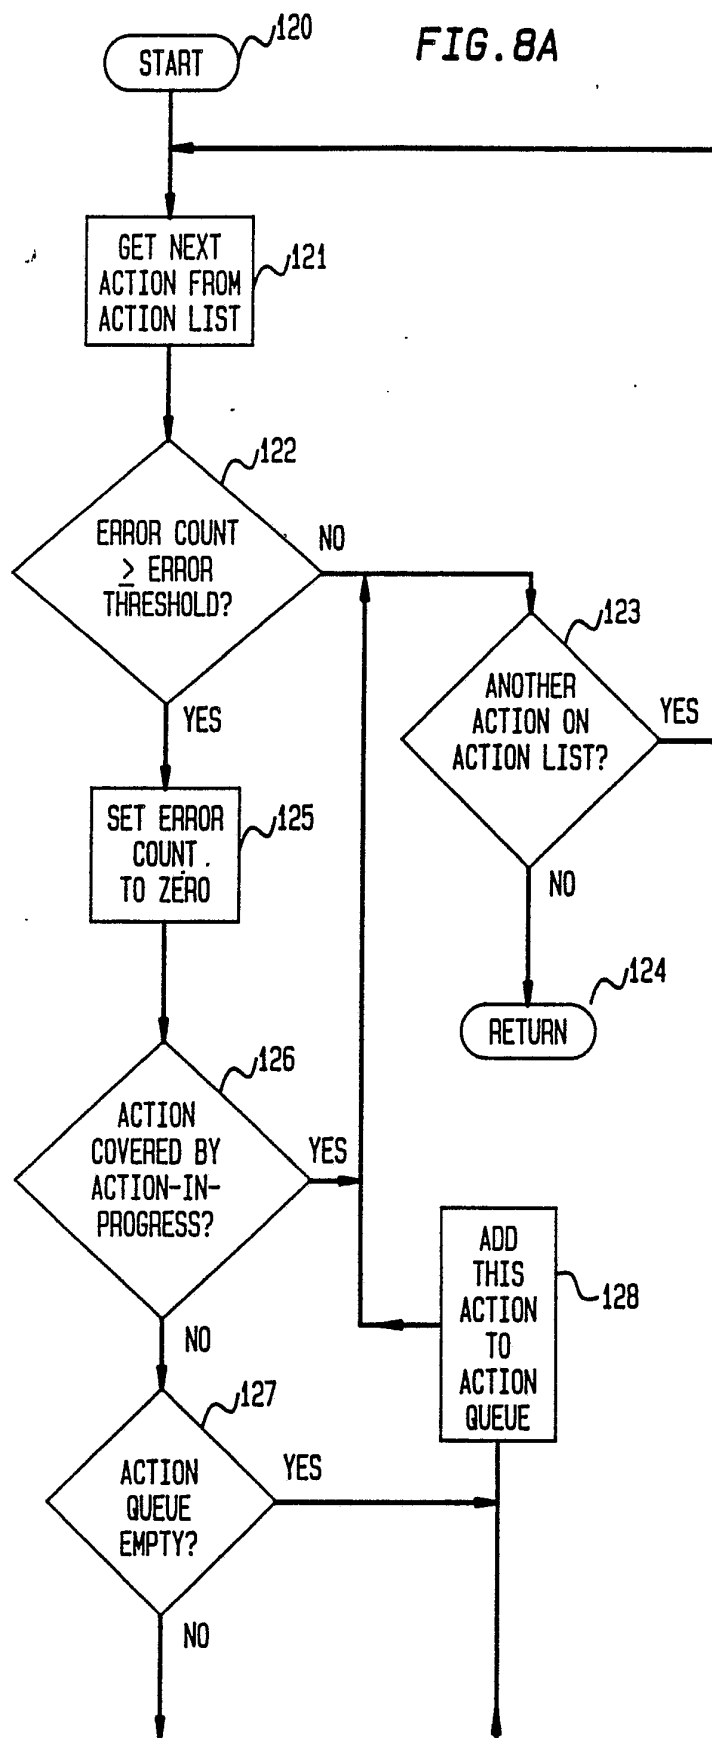 FIG. 8A
120
START
GET NEXT
ACTION FROM
ACTION LIST
121
122
ERROR COUNT
≥ ERROR
THRESHOLD?
NO
YES
123
ANOTHER
ACTION ON
ACTION LIST?
YES
NO
124
RETURN
SET ERROR
COUNT.
TO ZERO
125
126
ACTION
COVERED BY
ACTION-IN-
PROGRESS?
YES
NO
ADD
THIS
ACTION
TO
ACTION
QUEUE
128
127
ACTION
QUEUE
EMPTY?
YES
NO